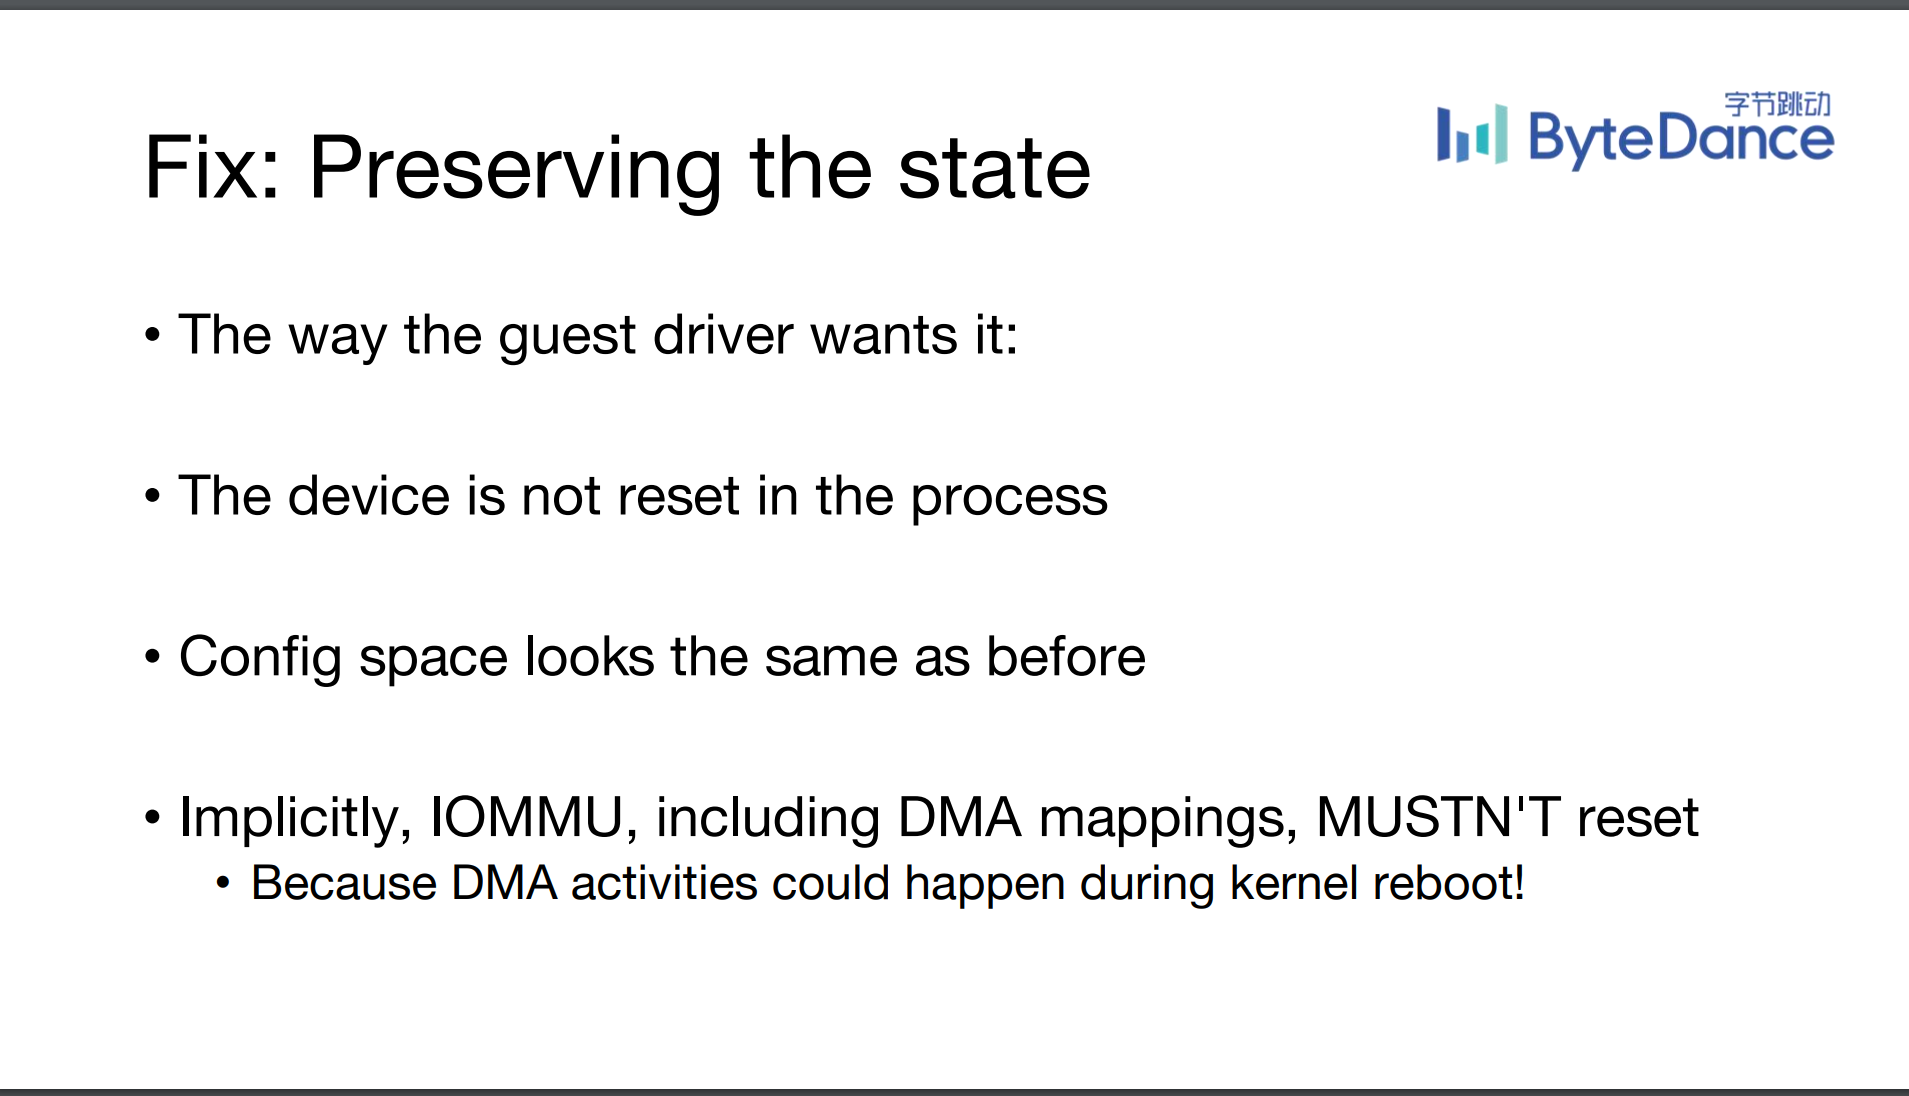 字节跳动
ByteDance
Fix: Preserving the state
• The way the guest driver wants it:
• The device is not reset in the process
• Config space looks the same as before
• Implicitly, IOMMU, including DMA mappings, MUSTN'T reset
• Because DMA activities could happen during kernel reboot!